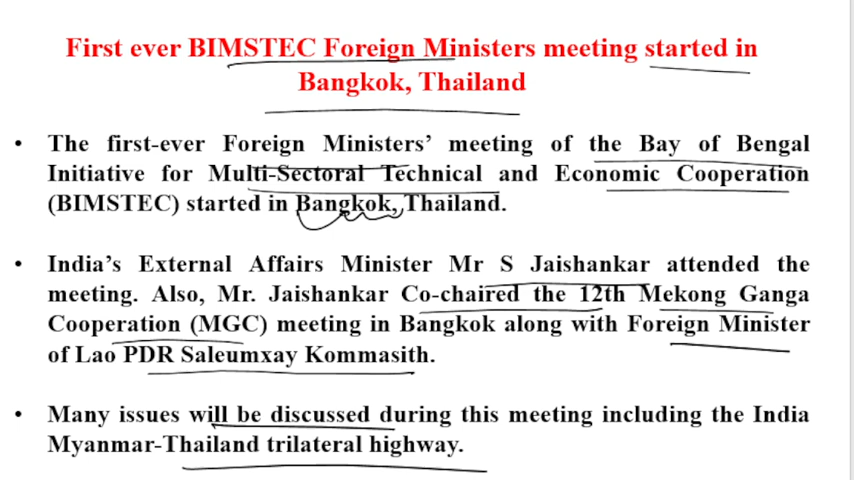 First ever BIMSTEC Foreign Ministers meeting started in
Bangkok, Thailand
• The first-ever Foreign Ministers’ meeting of the Bay of Bengal
Initiative for Multi-Sectoral Technical and Economic Cooperation
(BIMSTEC) started in Bangkok, Thailand.
• India’s External Affairs Minister Mr S Jaishankar attended the
meeting. Also, Mr. Jaishankar Co-chaired the 12th Mekong Ganga
Cooperation (MGC) meeting in Bangkok along with Foreign Minister
of Lao PDR Saleumxay Kommasith.
• Many issues will be discussed during this meeting including the India
Myanmar-Thailand trilateral highway.